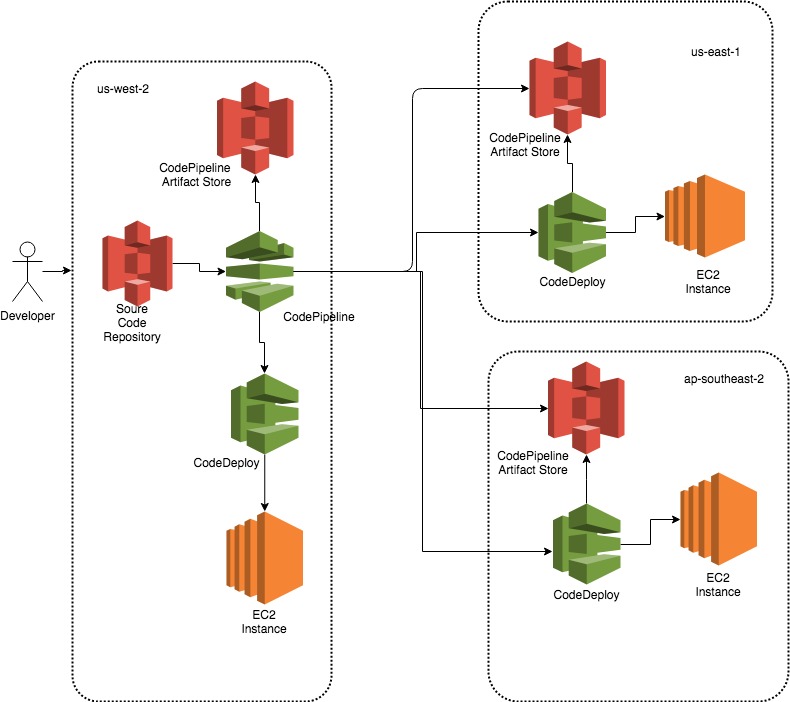 us-east-1
us-west-2
CodePipeline
Artifact Store
CodePipeline
Artifact Store
EC2
Instance
CodeDeploy
Developer
Soure
Code
Repository
CodePipeline
ap-southeast-2
CodePipeline
Artifact Store
CodeDeploy
EC2
Instance
CodeDeploy
EC2
Instance